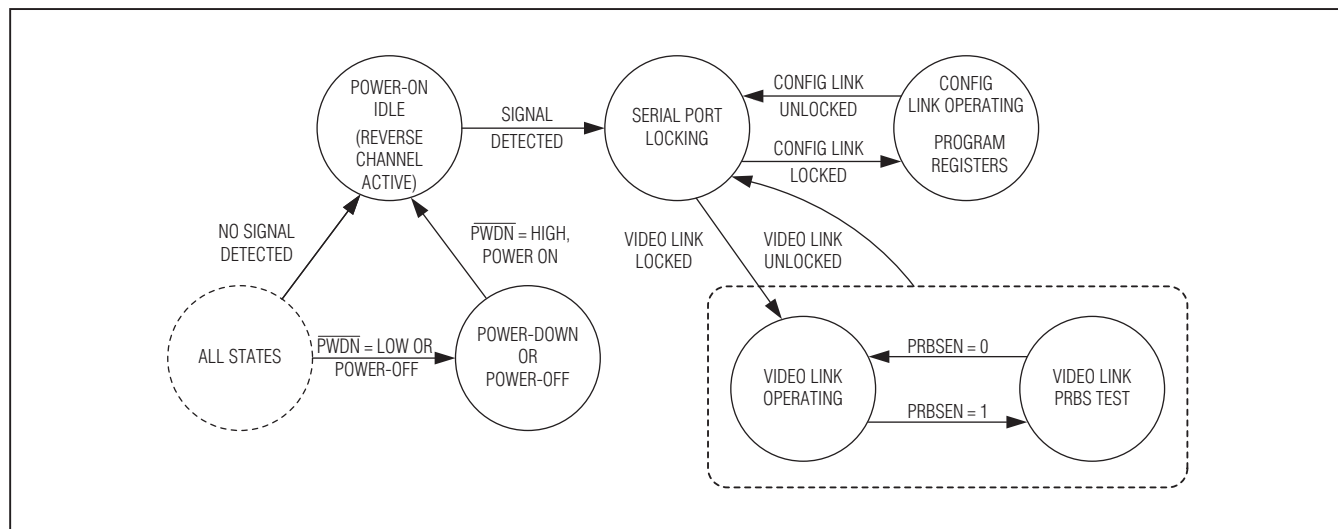 POWER-ON
IDLE
(REVERSE
CHANNEL
ACTIVE)
SIGNAL
DETECTED
SERIAL PORT
LOCKING
CONFIG LINK
UNLOCKED
CONFIG LINK
LOCKED
CONFIG
LINK OPERATING
PROGRAM
REGISTERS
NO SIGNAL
DETECTED
P̅W̅D̅N̅ = HIGH,
POWER ON
VIDEO LINK
LOCKED
VIDEO LINK
UNLOCKED
ALL STATES
P̅W̅D̅N̅ = LOW OR
POWER-OFF
POWER-DOWN
OR
POWER-OFF
VIDEO LINK
OPERATING
PRBSEN = 0
PRBSEN = 1
VIDEO LINK
PRBS TEST